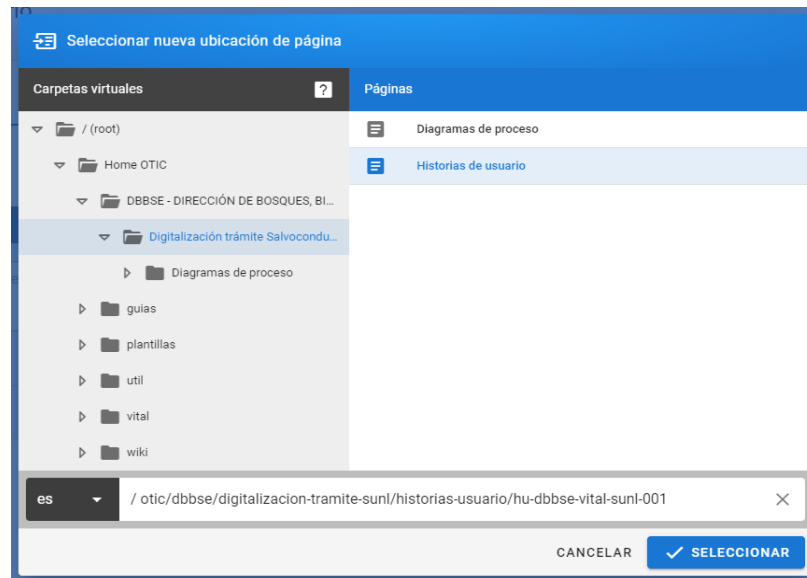 Seleccionar nueva ubicación de página
Carpetas virtuales
?
Páginas
/ (root)
Home OTIC
DBBSE - DIRECCIÓN DE BOSQUES, BI...
Digitalización trámite Salvocondu...
Diagramas de proceso
guias
plantillas
util
vital
wiki
Diagramas de proceso
Historias de usuario
es
/ otic/dbbse/digitalizacion-tramite-sunl/historias-usuario/hu-dbbse-vital-sunl-001
CANCELAR
SELECCIONAR